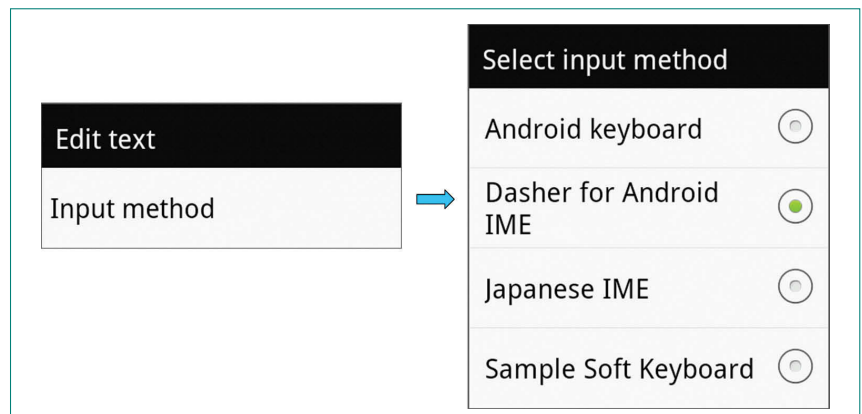 Edit text
Input method
Select input method
Android keyboard
Dasher for Android
IME
Japanese IME
Sample Soft Keyboard